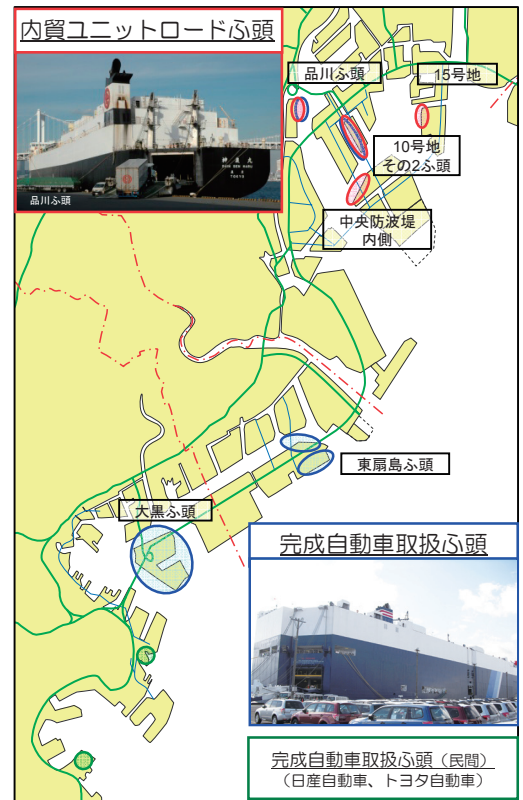 内貿ユニットロードふ頭
品川ふ頭
品川ふ頭
15号地
10号地
その2ふ頭
中央防波堤
内側
東扇島ふ頭
大黒ふ頭
完成自動車取扱ふ頭
完成自動車取扱ふ頭（民間）
（日産自動車、トヨタ自動車）